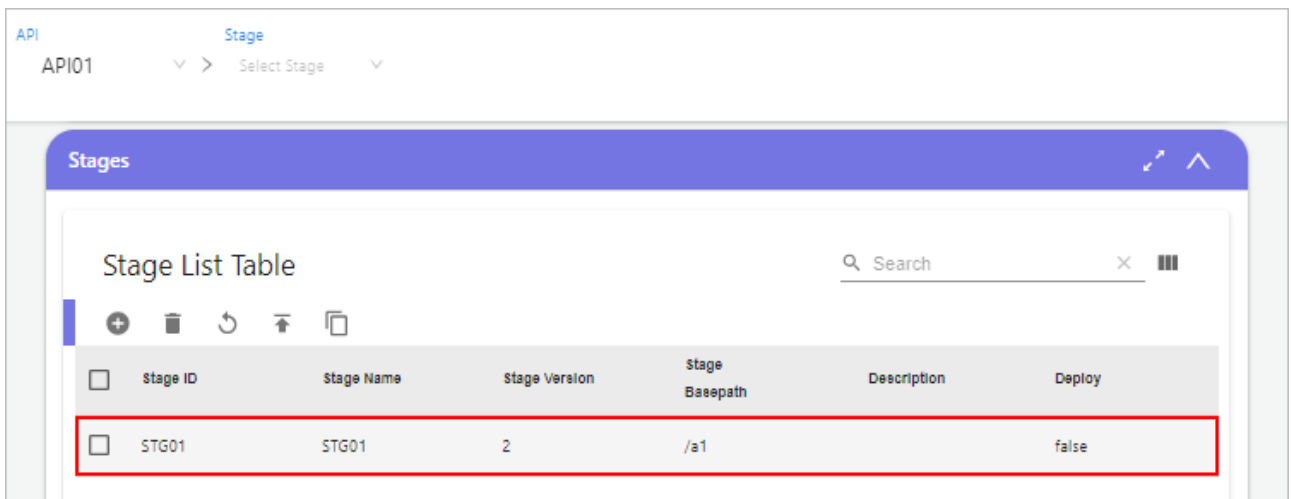 API Stage
API01 > Select Stage
Stages
Stage List Table
Search
Stage ID Stage Name Stage Version Stage Basepath Description Deploy
STG01 STG01 2 /a1 false